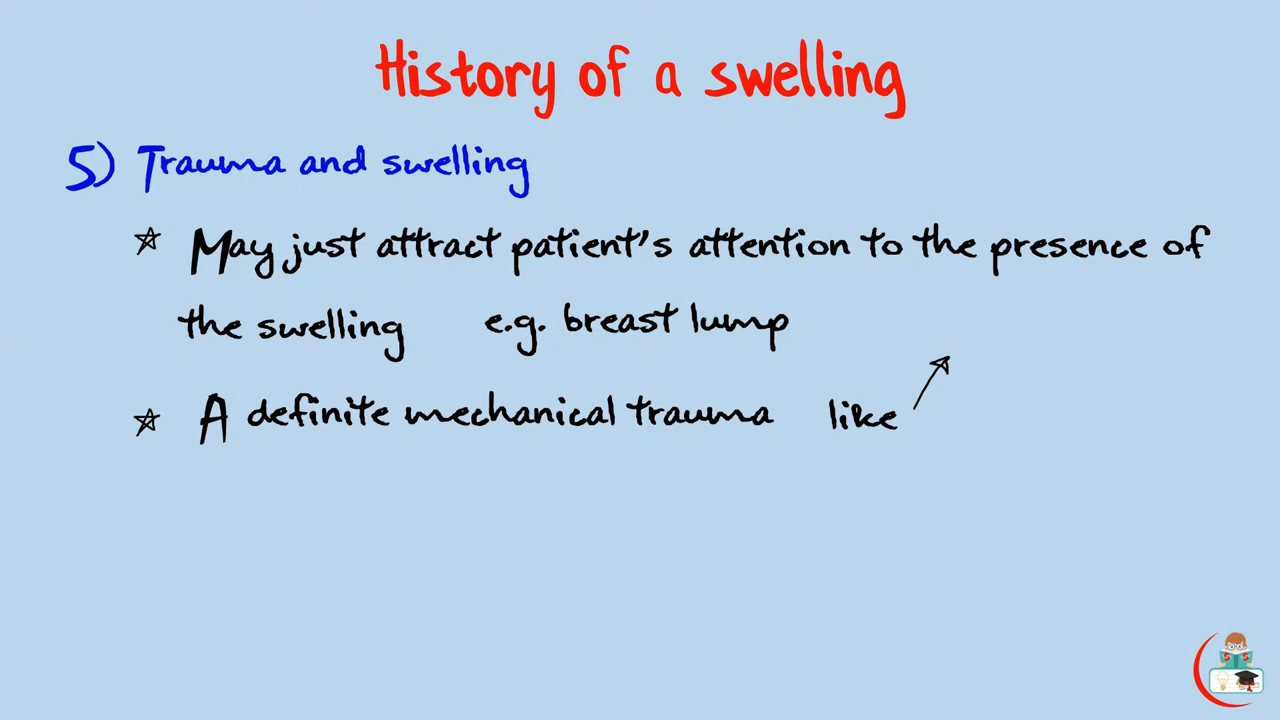 History of a swelling
5) Trauma and swelling
☆ May just attract patient's attention to the presence of
the swelling e.g. breast lump
☆ A definite mechanical trauma like ↗